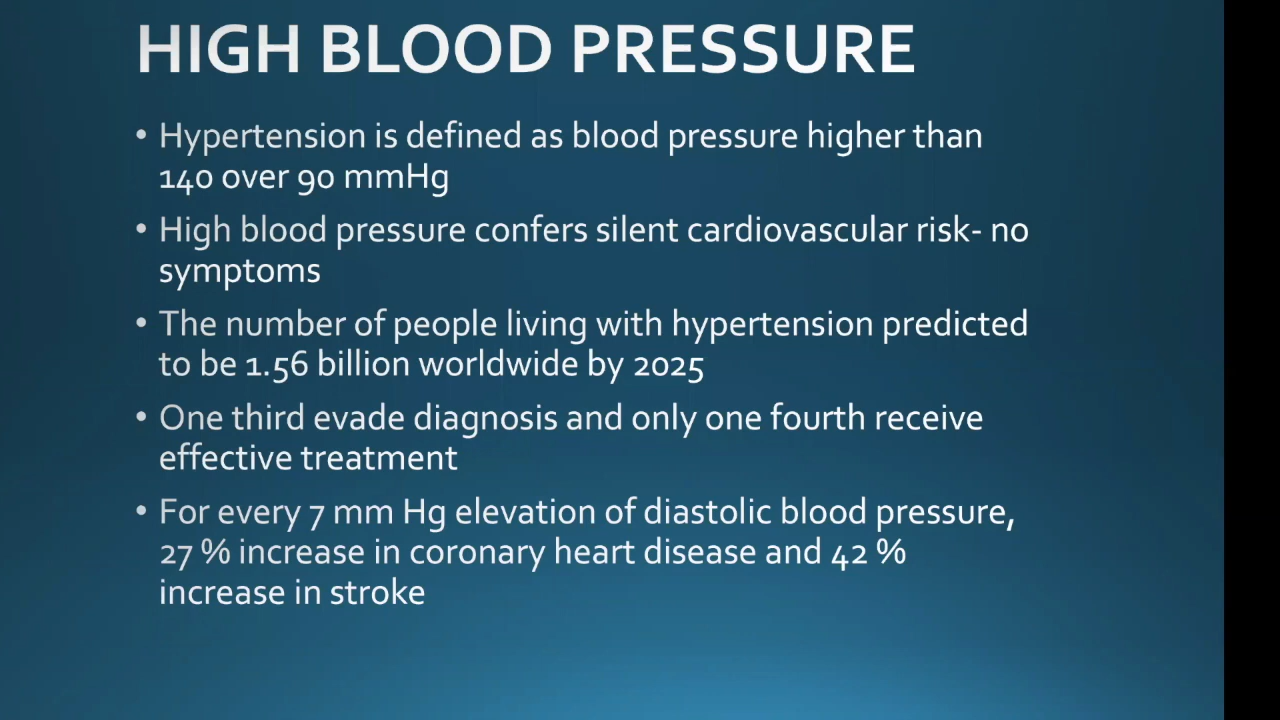 HIGH BLOOD PRESSURE
• Hypertension is defined as blood pressure higher than
140 over 90 mmHg
• High blood pressure confers silent cardiovascular risk- no
symptoms
• The number of people living with hypertension predicted
to be 1.56 billion worldwide by 2025
• One third evade diagnosis and only one fourth receive
effective treatment
• For every 7 mm Hg elevation of diastolic blood pressure,
27 % increase in coronary heart disease and 42 %
increase in stroke